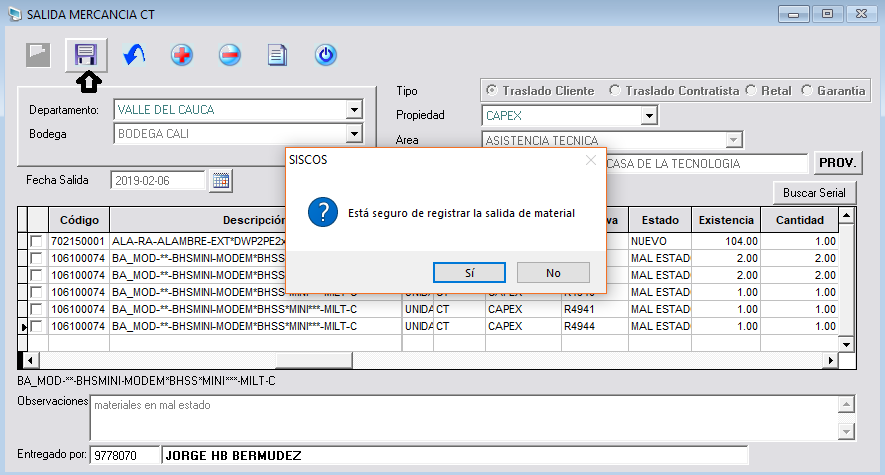 SALIDA MERCANCIA CT
Tipo
Traslado Cliente Traslado Contratista Retal Garantia
Departamento: VALLE DEL CAUCA
Propiedad CAPEX
Bodega BODEGA CALI
Area ASISTENCIA TECNICA
CASA DE LA TECNOLOGIA PROV.
Fecha Salida 2019-02-06
Buscar Serial
SISCOS
?
Está seguro de registrar la salida de material
Sí No
Código Descripción va Estado Existencia Cantidad
702150001 ALA-RA-ALAMBRE-EXT*DWP2PE2x NUEVO 104.00 1.00
106100074 BA_MOD-**-BHSMINI-MODEM*BHSS MAL ESTAD 2.00 2.00
106100074 BA_MOD-**-BHSMINI-MODEM*BHSS MAL ESTAD 2.00 2.00
106100074 BA_MOD-**-BHSMINI-MODEM*BHSS*MINI***-MILT-C UNIDA CT CAPEX MAL ESTAD 1.00 1.00
106100074 BA_MOD-**-BHSMINI-MODEM*BHSS*MINI***-MILT-C UNIDA CT CAPEX R4941 MAL ESTAD 1.00 1.00
106100074 BA_MOD-**-BHSMINI-MODEM*BHSS*MINI***-MILT-C UNIDA CT CAPEX R4944 MAL ESTAD 1.00 1.00
BA_MOD-**-BHSMINI-MODEM*BHSS*MINI***-MILT-C
Observaciones materiales en mal estado
Entregado por: 9778070 JORGE HB BERMUDEZ